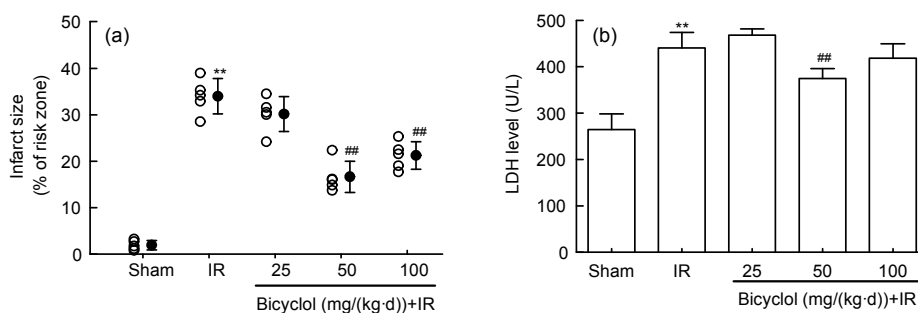 (a)
Infarct size
(% of risk zone)
50
40
30
20
10
0
**
##
##
Sham IR 25 50 100
Bicyclol (mg/(kg·d))+IR
(b)
LDH level (U/L)
500
400
300
200
100
0
**
##
Sham IR 25 50 100
Bicyclol (mg/(kg·d))+IR